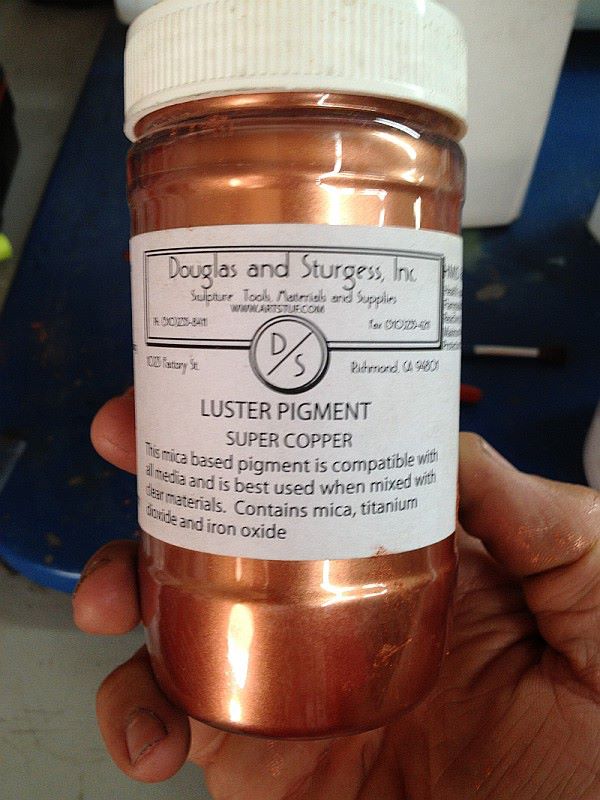 Douglas and Sturgess, Inc.
Sculpture Tools, Materials and Supplies
WWW.ARTSTUF.COM
D/S
Richmond, CA 94801
LUSTER PIGMENT
SUPER COPPER
This mica based pigment is compatible with
all media and is best used when mixed with
clear materials. Contains mica, titanium
dioxide and iron oxide